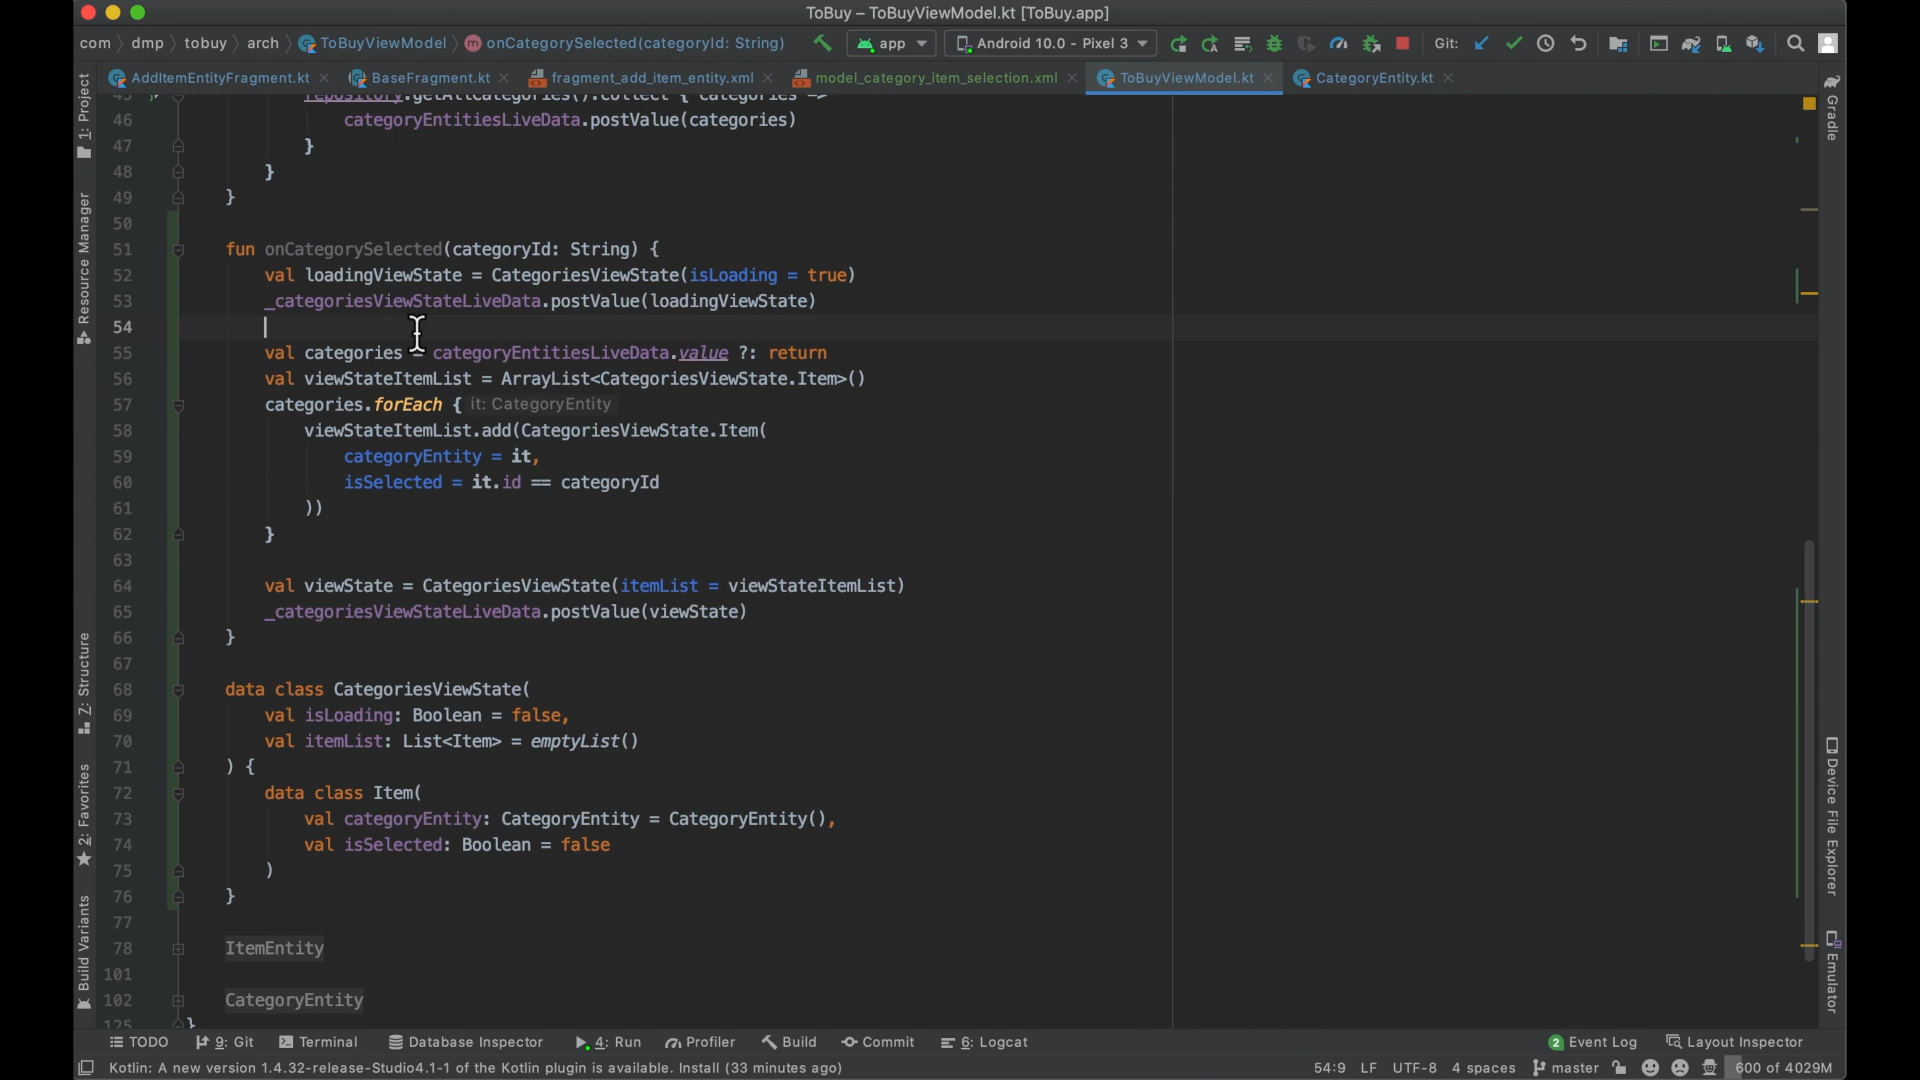 ToBuy – ToBuyViewModel.kt [ToBuy.app]
com dmp tobuy arch ToBuyViewModel onCategorySelected(categoryId: String) app Android 10.0 - Pixel 3 Git:
AddItemEntityFragment.kt BaseFragment.kt fragment_add_item_entity.xml model_category_item_selection.xml ToBuyViewModel.kt CategoryEntity.kt
1: Project
Resource Manager
7: Structure
2: Favorites
Build Variants
45 repository.getAllCategories().collect { categories ->
46 categoryEntitiesLiveData.postValue(categories)
47 }
48 }
49 }
50
51 fun onCategorySelected(categoryId: String) {
52 val loadingViewState = CategoriesViewState(isLoading = true)
53 _categoriesViewStateLiveData.postValue(loadingViewState)
54
55 val categories = categoryEntitiesLiveData.value ?: return
56 val viewStateItemList = ArrayList<CategoriesViewState.Item>()
57 categories.forEach { it: CategoryEntity
58 viewStateItemList.add(CategoriesViewState.Item(
59 categoryEntity = it,
60 isSelected = it.id == categoryId
61 ))
62 }
63
64 val viewState = CategoriesViewState(itemList = viewStateItemList)
65 _categoriesViewStateLiveData.postValue(viewState)
66 }
67
68 data class CategoriesViewState(
69 val isLoading: Boolean = false,
70 val itemList: List<Item> = emptyList()
71 ) {
72 data class Item(
73 val categoryEntity: CategoryEntity = CategoryEntity(),
74 val isSelected: Boolean = false
75 )
76 }
77
78 ItemEntity
101
102 CategoryEntity
125 }
Gradle
Device File Explorer
Emulator
TODO 9: Git Terminal Database Inspector 4: Run Profiler Build Commit 6: Logcat 2 Event Log Layout Inspector
Kotlin: A new version 1.4.32-release-Studio4.1-1 of the Kotlin plugin is available. Install (33 minutes ago) 54:9 LF UTF-8 4 spaces master 600 of 4029M